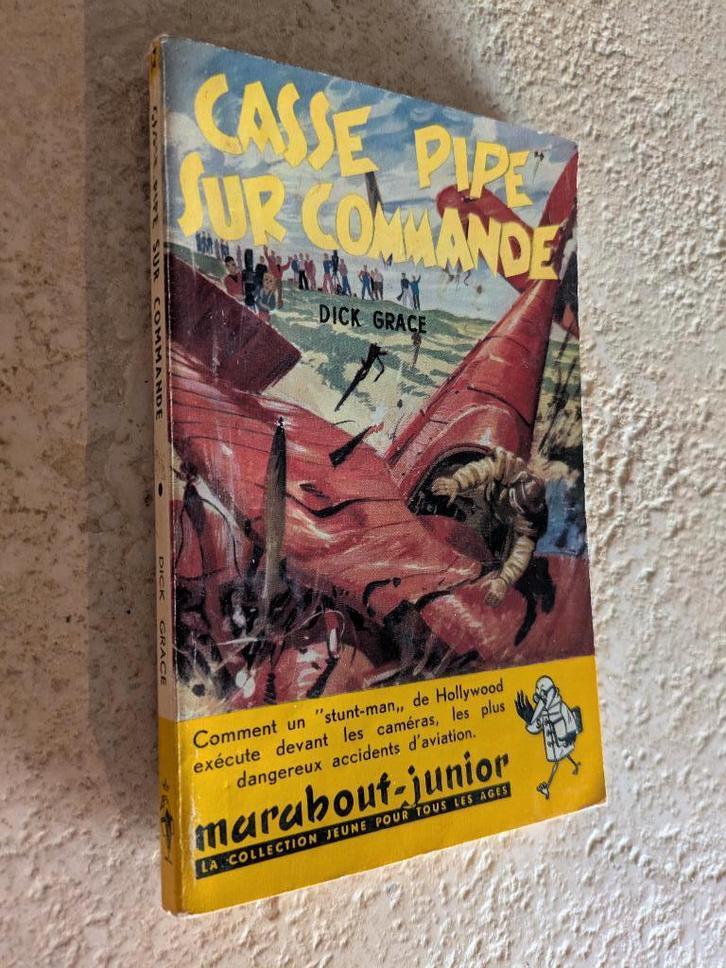 CASSE PIPE
SUR COMMANDE
DICK GRACE
Comment un "stunt-man„ de Hollywood
exécute devant les caméras, les plus
dangereux accidents d'aviation.
marabout-junior
LA COLLECTION JEUNE POUR TOUS LES AGES
CASSE PIPE SUR COMMANDE • DICK GRACE